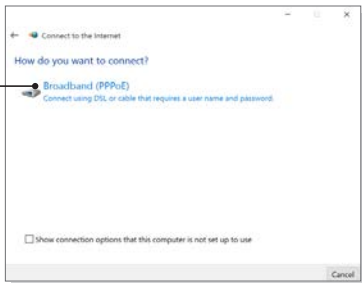 Connect to the Internet
How do you want to connect?
Broadband (PPPoE)
Connect using DSL or cable that requires a user name and password.
Show connection options that this computer is not set up to use
Cancel